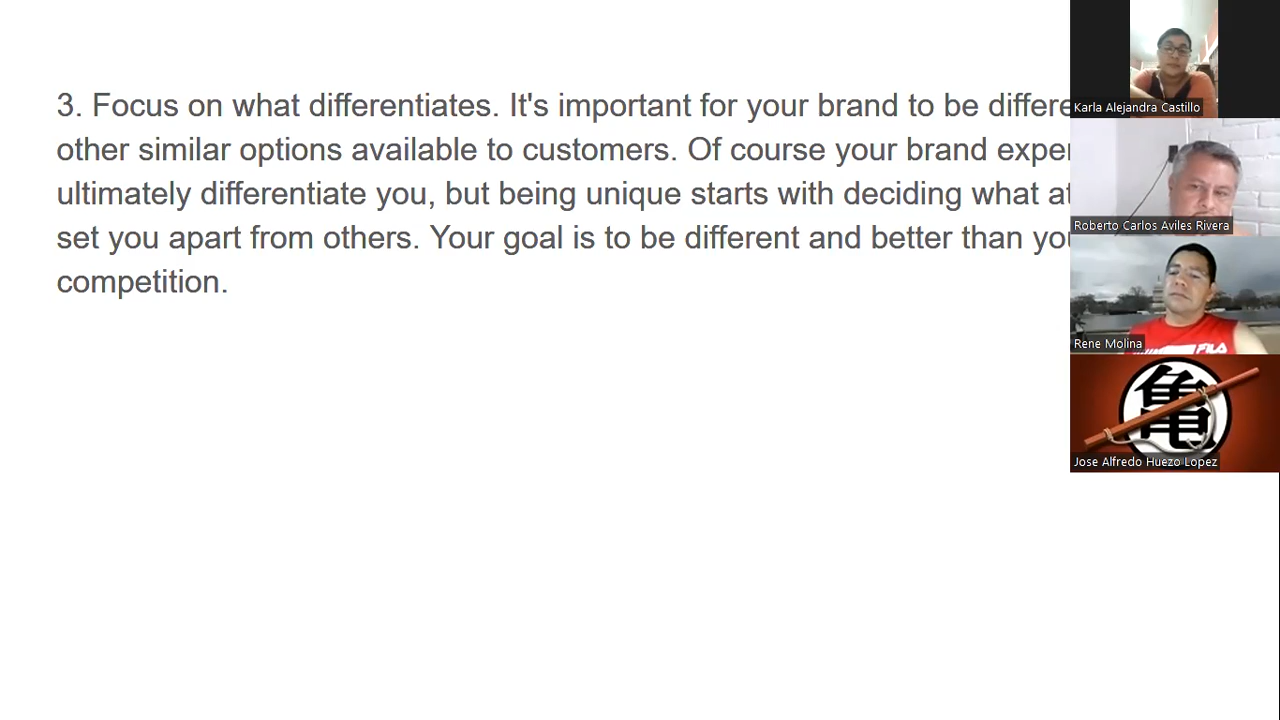 3. Focus on what differentiates. It's important for your brand to be differe
other similar options available to customers. Of course your brand exper
ultimately differentiate you, but being unique starts with deciding what at
set you apart from others. Your goal is to be different and better than you
competition.
Karla Alejandra Castillo
Roberto Carlos Aviles Rivera
FILA
Rene Molina
亀
Jose Alfredo Huezo Lopez